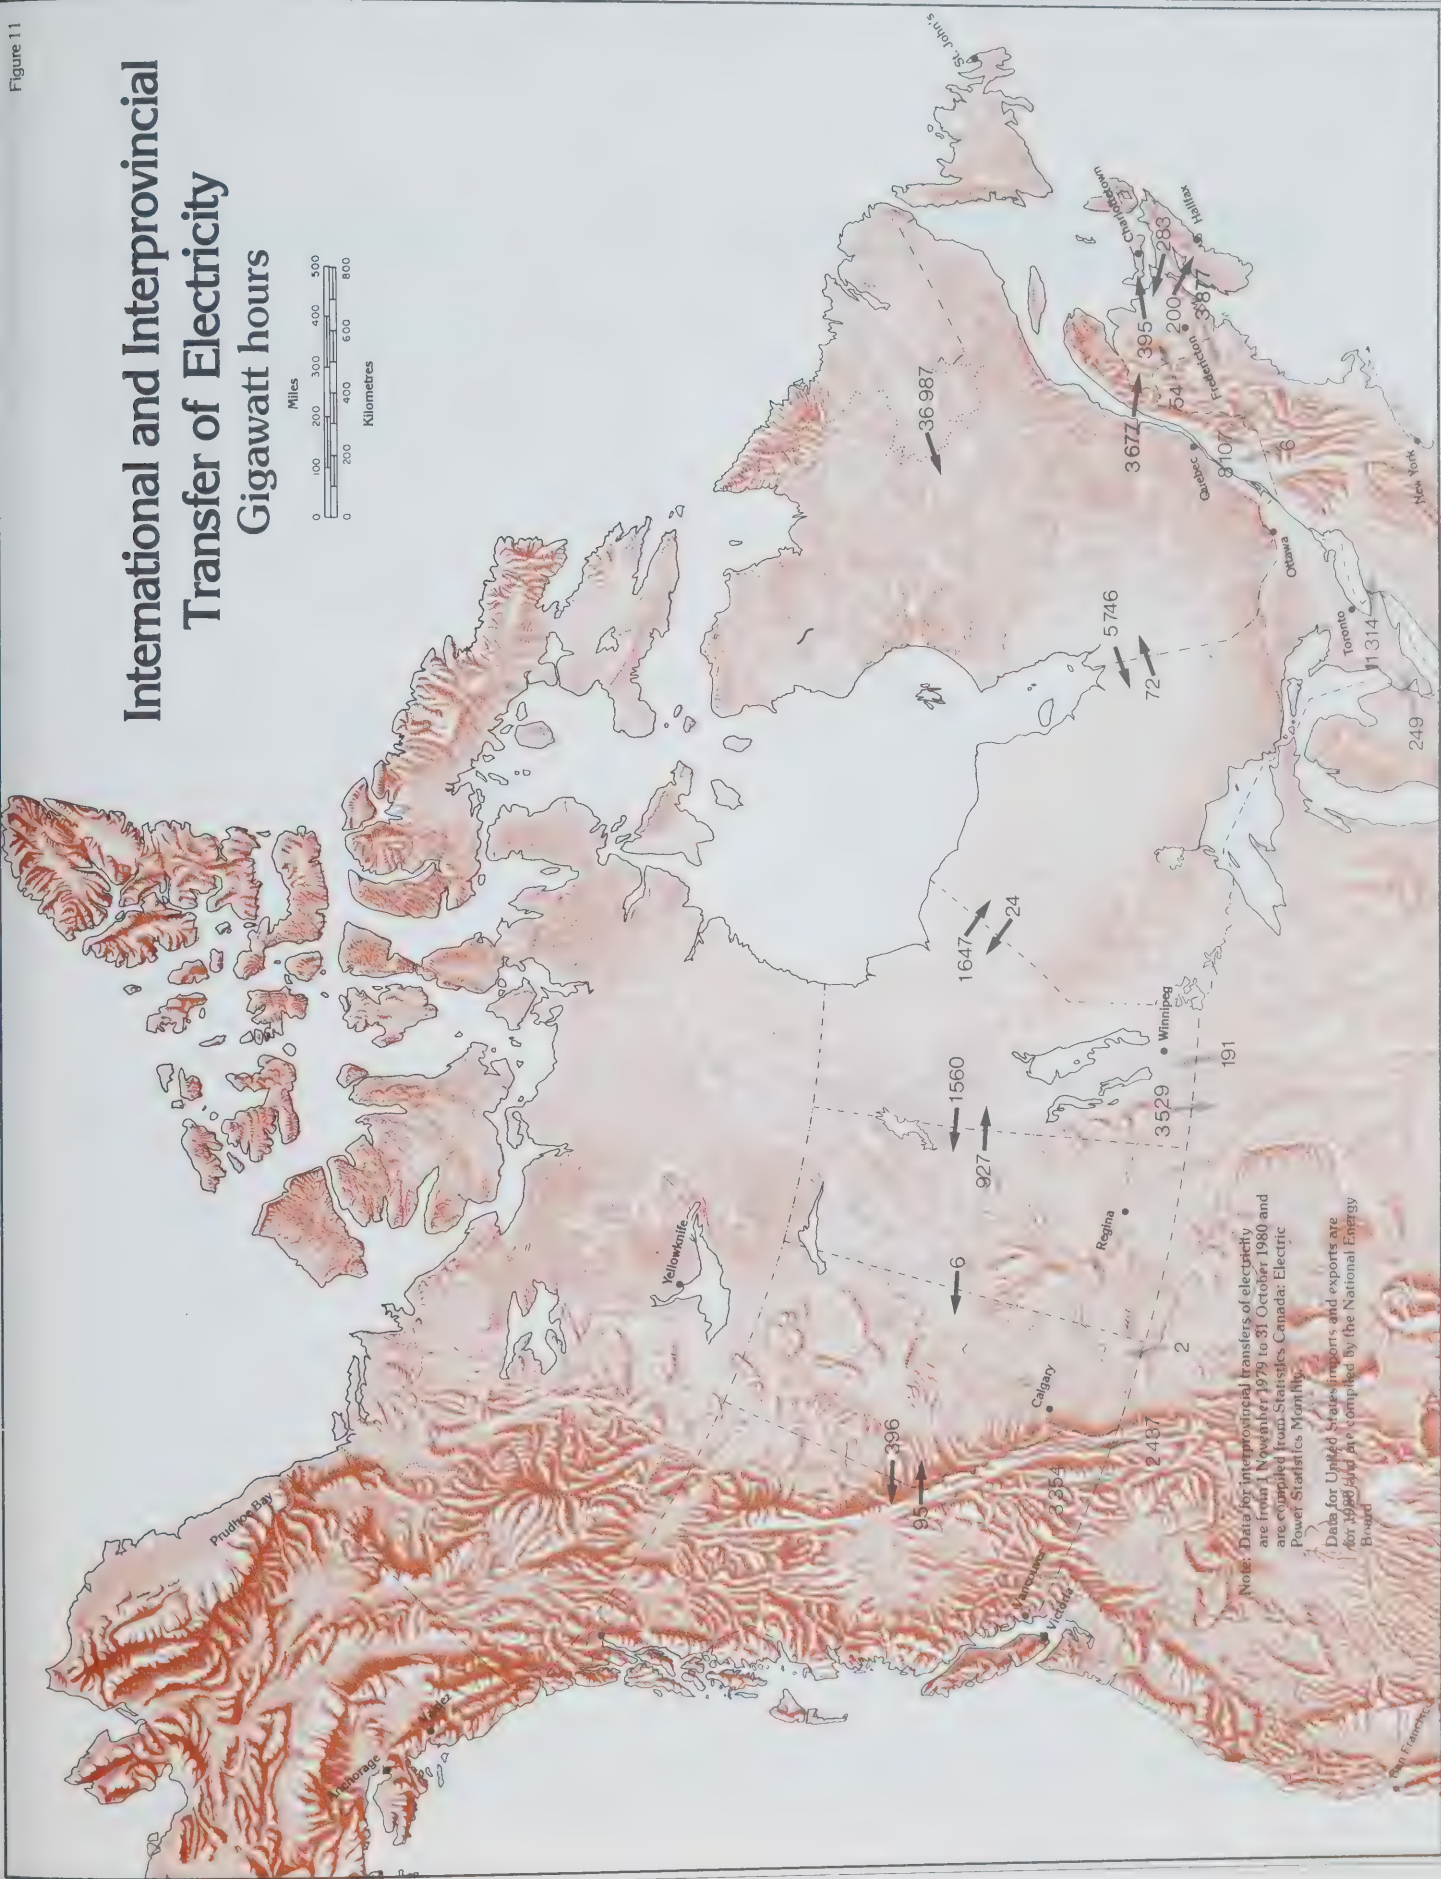 Figure 11
International and Interprovincial
Transfer of Electricity
Gigawatt hours
Miles
0 100 200 300 400 500
0 200 400 600 800
Kilometres
Prudhoe Bay
Anchorage
Valdez
Yellowknife
St. John's
36 987
396
95
6
1560
927
1647
24
5746
72
3677
395
Charlottetown
283
200
Halifax
3877
54
Fredericton
Quebec
8107
6
Ottawa
Toronto
11 314
249
New York
Vancouver
Victoria
3354
2437
Calgary
2
Regina
3529
Winnipeg
191
San Francisco
Note: Data for interprovincial transfers of electricity
are from 1 November 1979 to 31 October 1980 and
are compiled from Statistics Canada: Electric
Power Statistics Monthly.
Data for United States imports and exports are
for 1980 and are compiled by the National Energy
Board